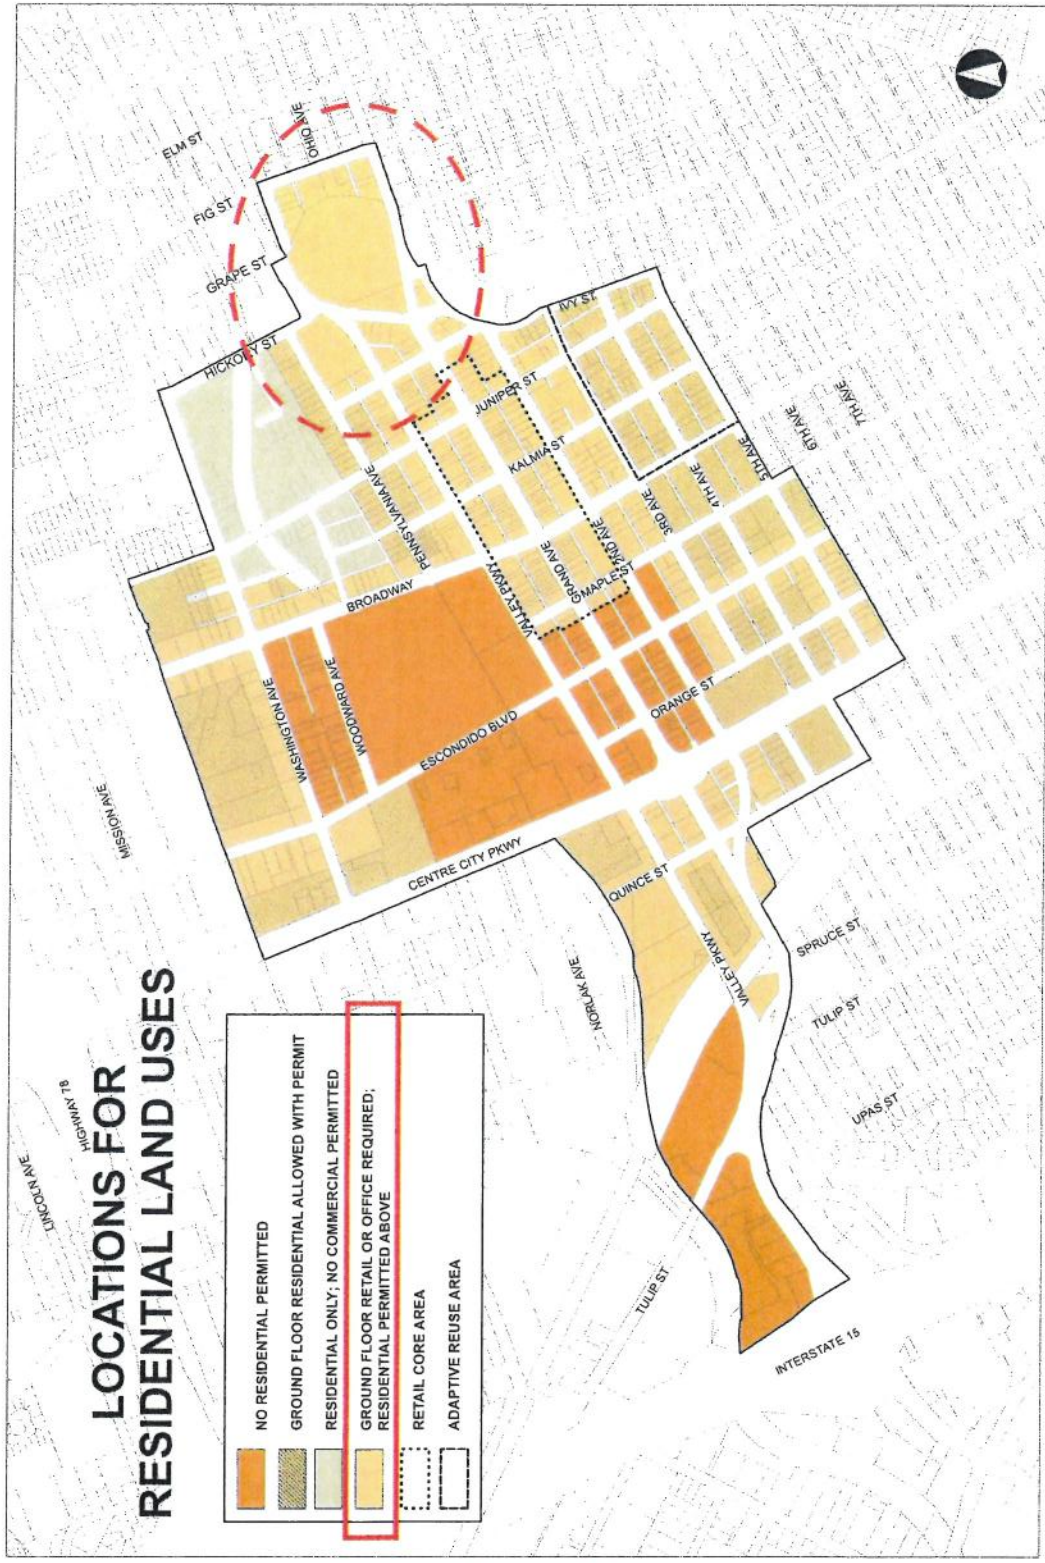 LOCATIONS FOR
RESIDENTIAL LAND USES
NO RESIDENTIAL PERMITTED
GROUND FLOOR RESIDENTIAL ALLOWED WITH PERMIT
RESIDENTIAL ONLY; NO COMMERCIAL PERMITTED
GROUND FLOOR RETAIL OR OFFICE REQUIRED;
RESIDENTIAL PERMITTED ABOVE
RETAIL CORE AREA
ADAPTIVE REUSE AREA
LINCOLN AVE
HIGHWAY 78
MISSION AVE
ELM ST
OHIO AVE
FIG ST
GRAPE ST
HICKORY ST
IVY ST
JUNIPER ST
KALMIA ST
PENNSYLVANIA AVE
BROADWAY
VALLEY PKWY
GRAND AVE
2ND AVE
MAPLE ST
3RD AVE
4TH AVE
5TH AVE
6TH AVE
7TH AVE
WASHINGTON AVE
WOODWARD AVE
ESCONDIDO BLVD
ORANGE ST
CENTRE CITY PKWY
QUINCE ST
NORLAK AVE
VALLEY PKWY
SPRUCE ST
TULIP ST
UPAS ST
TULIP ST
INTERSTATE 15